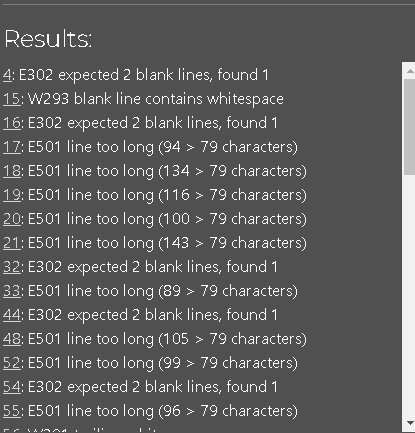 Results:
4: E302 expected 2 blank lines, found 1
15: W293 blank line contains whitespace
16: E302 expected 2 blank lines, found 1
17: E501 line too long (94 > 79 characters)
18: E501 line too long (134 > 79 characters)
19: E501 line too long (116 > 79 characters)
20: E501 line too long (100 > 79 characters)
21: E501 line too long (143 > 79 characters)
32: E302 expected 2 blank lines, found 1
33: E501 line too long (89 > 79 characters)
44: E302 expected 2 blank lines, found 1
48: E501 line too long (105 > 79 characters)
52: E501 line too long (99 > 79 characters)
54: E302 expected 2 blank lines, found 1
55: E501 line too long (96 > 79 characters)